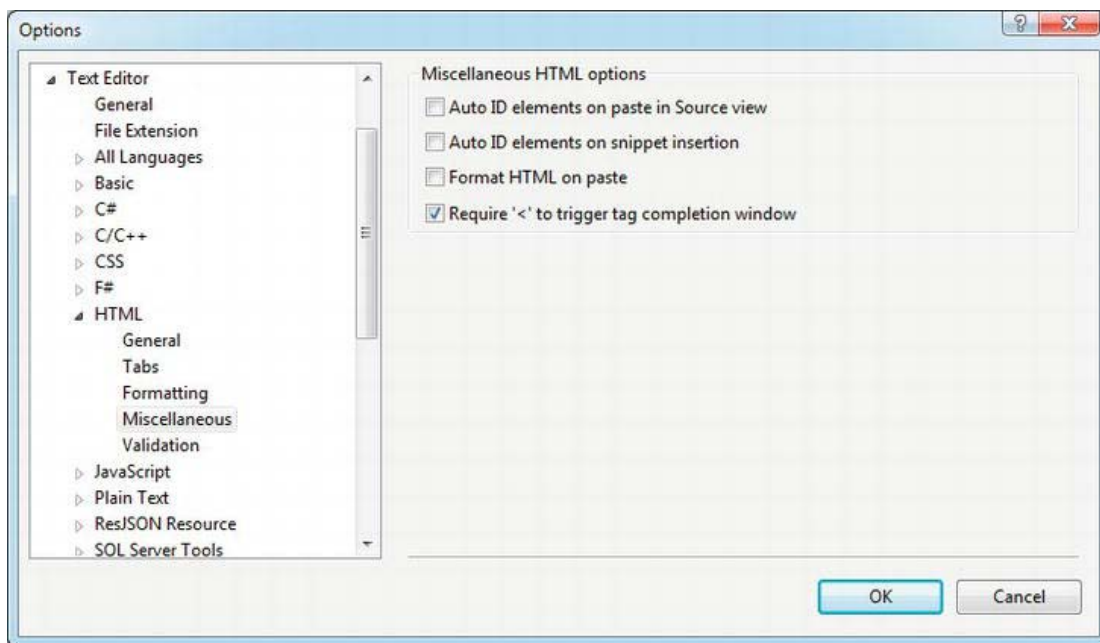 Options
Text Editor
General
File Extension
All Languages
Basic
C#
C/C++
CSS
F#
HTML
General
Tabs
Formatting
Miscellaneous
Validation
JavaScript
Plain Text
ResJSON Resource
SQL Server Tools
Miscellaneous HTML options
Auto ID elements on paste in Source view
Auto ID elements on snippet insertion
Format HTML on paste
Require '<' to trigger tag completion window
OK
Cancel